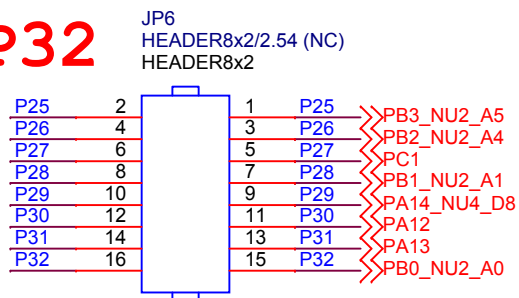 P32
JP6
HEADER8x2/2.54 (NC)
HEADER8x2
P25 2 1 P25 PB3_NU2_A5
P26 4 3 P26 PB2_NU2_A4
P27 6 5 P27 PC1
P28 8 7 P28 PB1_NU2_A1
P29 10 9 P29 PA14_NU4_D8
P30 12 11 P30 PA12
P31 14 13 P31 PA13
P32 16 15 P32 PB0_NU2_A0